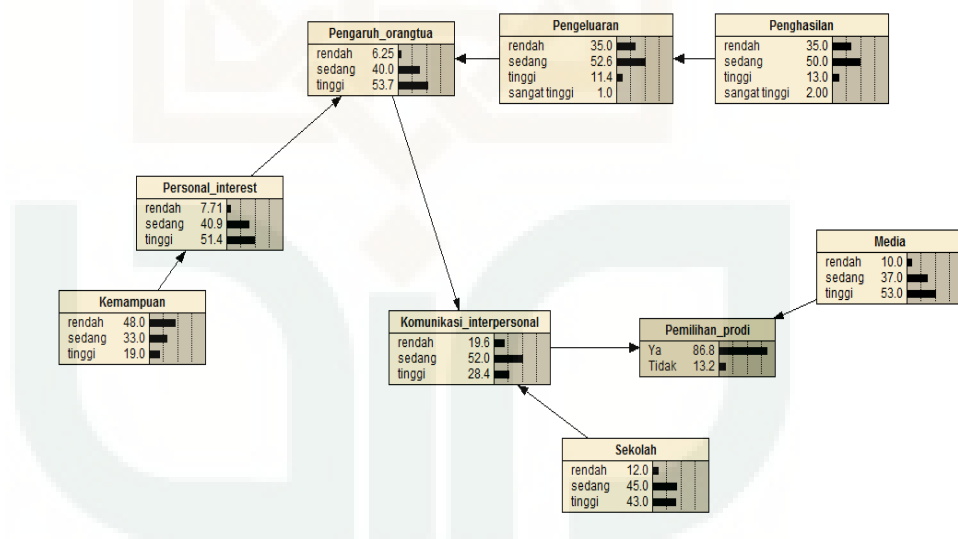 Pengaruh_orangtua
rendah 6.25
sedang 40.0
tinggi 53.7
Pengeluaran
rendah 35.0
sedang 52.6
tinggi 11.4
sangat tinggi 1.0
Penghasilan
rendah 35.0
sedang 50.0
tinggi 13.0
sangat tinggi 2.00
Personal_interest
rendah 7.71
sedang 40.9
tinggi 51.4
Media
rendah 10.0
sedang 37.0
tinggi 53.0
Kemampuan
rendah 48.0
sedang 33.0
tinggi 19.0
Komunikasi_interpersonal
rendah 19.6
sedang 52.0
tinggi 28.4
Pemilihan_prodi
Ya 86.8
Tidak 13.2
Sekolah
rendah 12.0
sedang 45.0
tinggi 43.0